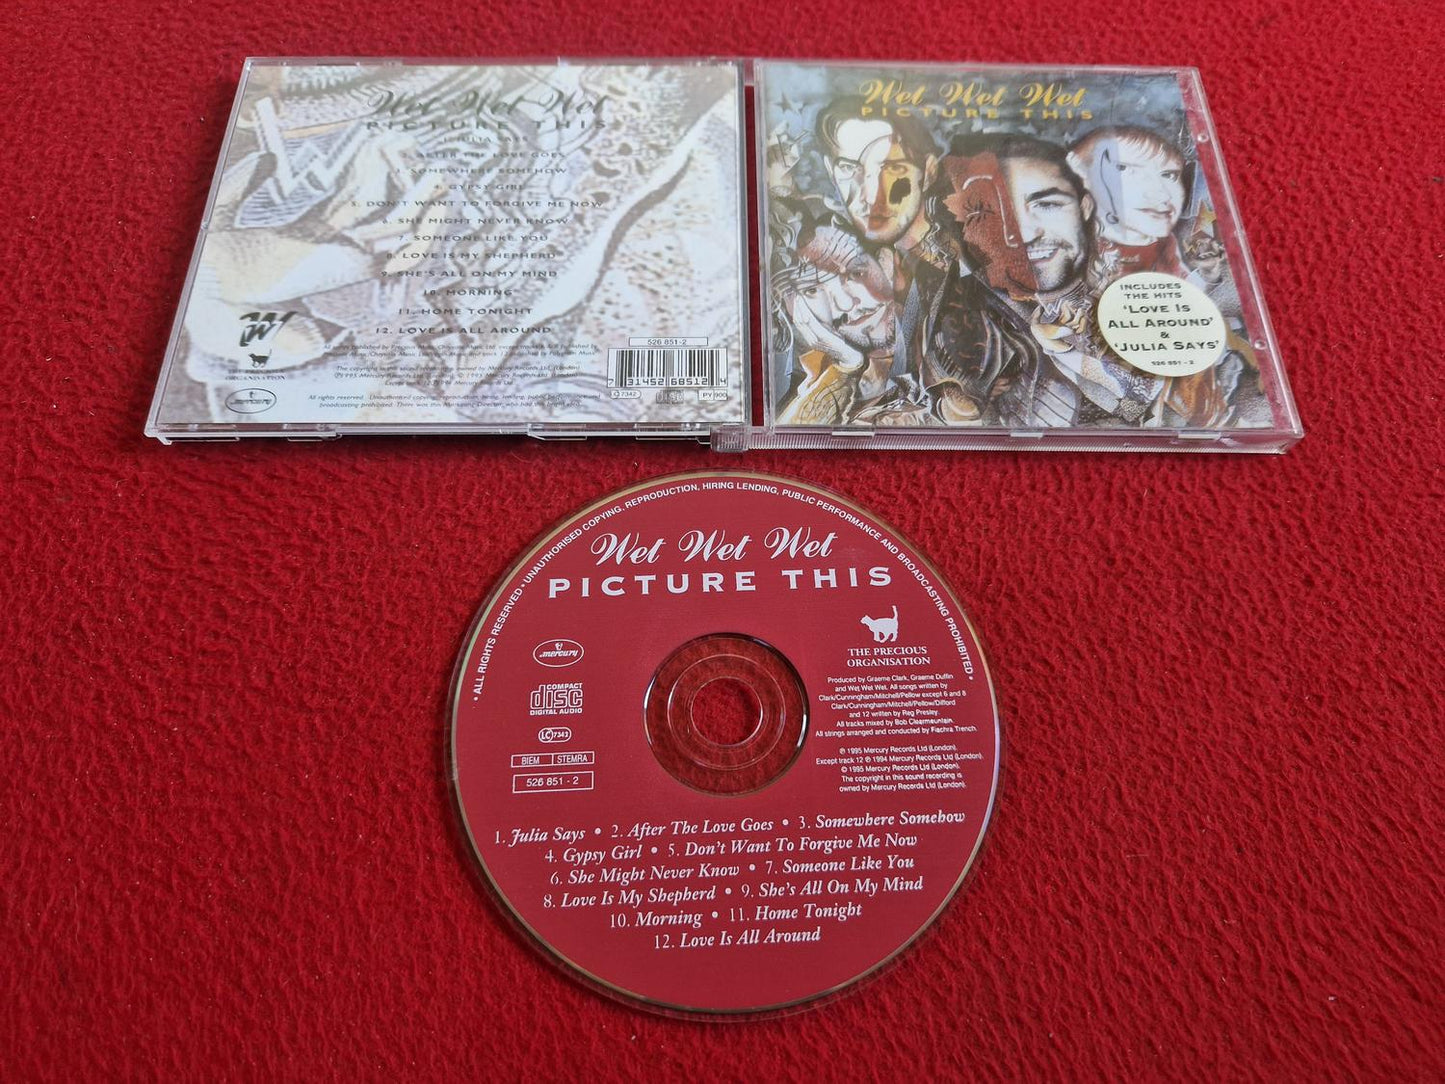 Wet Wet Wet
PICTURE THIS
1. JULIA SAYS
2. AFTER THE LOVE GOES
3. SOMEWHERE SOMEHOW
4. GYPSY GIRL
5. DON'T WANT TO FORGIVE ME NOW
6. SHE MIGHT NEVER KNOW
7. SOMEONE LIKE YOU
8. LOVE IS MY SHEPHERD
9. SHE'S ALL ON MY MIND
10. MORNING
11. HOME TONIGHT
12. LOVE IS ALL AROUND
THE PRECIOUS
ORGANISATION
mercury
526 851-2
7 31452 68512 4
LC 7342
PY 900
Wet Wet Wet
PICTURE THIS
INCLUDES
THE HITS
'LOVE IS
ALL AROUND'
&
'JULIA SAYS'
526 851 - 2
• ALL RIGHTS RESERVED • UNAUTHORISED COPYING, REPRODUCTION, HIRING LENDING, PUBLIC PERFORMANCE AND BROADCASTING PROHIBITED •
Wet Wet Wet
PICTURE THIS
mercury
COMPACT
disc
DIGITAL AUDIO
LC 7343
BIEM STEMRA
526 851 - 2
THE PRECIOUS
ORGANISATION
Produced by Graeme Clark, Graeme Duffin
and Wet Wet Wet. All songs written by
Clark/Cunningham/Mitchell/Pellow except 6 and 8
Clark/Cunningham/Mitchell/Pellow/Difford
and 12 written by Reg Presley.
All tracks mixed by Bob Clearmountain.
All strings arranged and conducted by Fiachra Trench.
℗ 1995 Mercury Records Ltd (London).
Except track 12 ℗ 1994 Mercury Records Ltd (London).
© 1995 Mercury Records Ltd (London).
The copyright in this sound recording is
owned by Mercury Records Ltd (London).
1. Julia Says • 2. After The Love Goes • 3. Somewhere Somehow
4. Gypsy Girl • 5. Don't Want To Forgive Me Now
6. She Might Never Know • 7. Someone Like You
8. Love Is My Shepherd • 9. She's All On My Mind
10. Morning • 11. Home Tonight
12. Love Is All Around